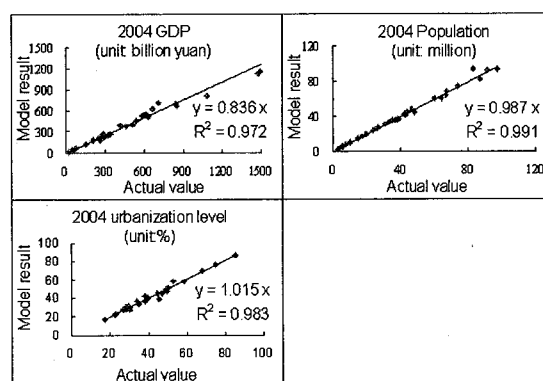 2004 GDP
(unit: billion yuan)
1500
1200
900
600
300
0
Model result
y = 0.836 x
R² = 0.972
0 300 600 900 1200 1500
Actual value
2004 Population
(unit: million)
120
80
40
0
Model result
y = 0.987 x
R² = 0.991
0 40 80 120
Actual value
2004 urbanization level
(unit:%)
100
80
60
40
20
0
Model result
y = 1.015 x
R² = 0.983
0 20 40 60 80 100
Actual value